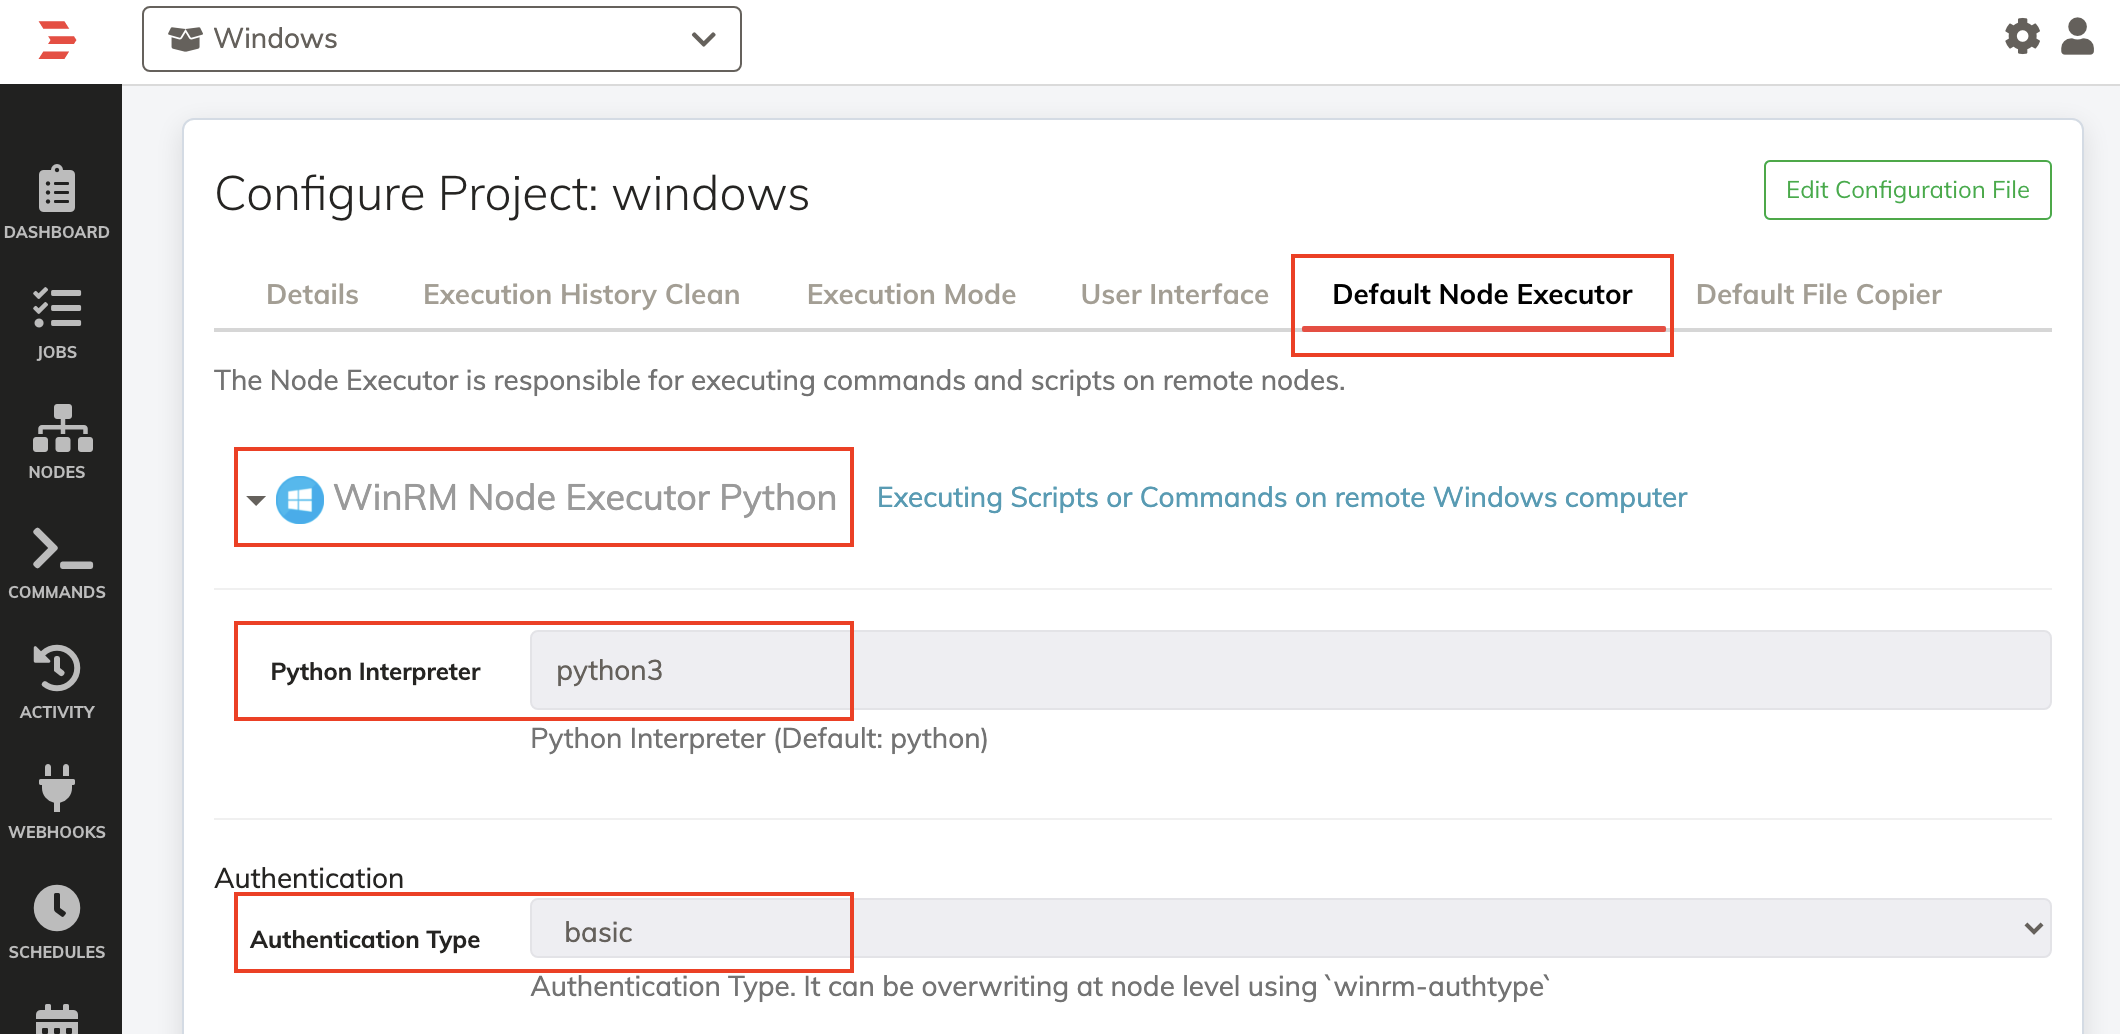 Windows
DASHBOARD
JOBS
NODES
COMMANDS
ACTIVITY
WEBHOOKS
SCHEDULES
Configure Project: windows
Edit Configuration File
Details Execution History Clean Execution Mode User Interface Default Node Executor Default File Copier
The Node Executor is responsible for executing commands and scripts on remote nodes.
WinRM Node Executor Python Executing Scripts or Commands on remote Windows computer
Python Interpreter python3
Python Interpreter (Default: python)
Authentication
Authentication Type basic
Authentication Type. It can be overwriting at node level using `winrm-authtype`